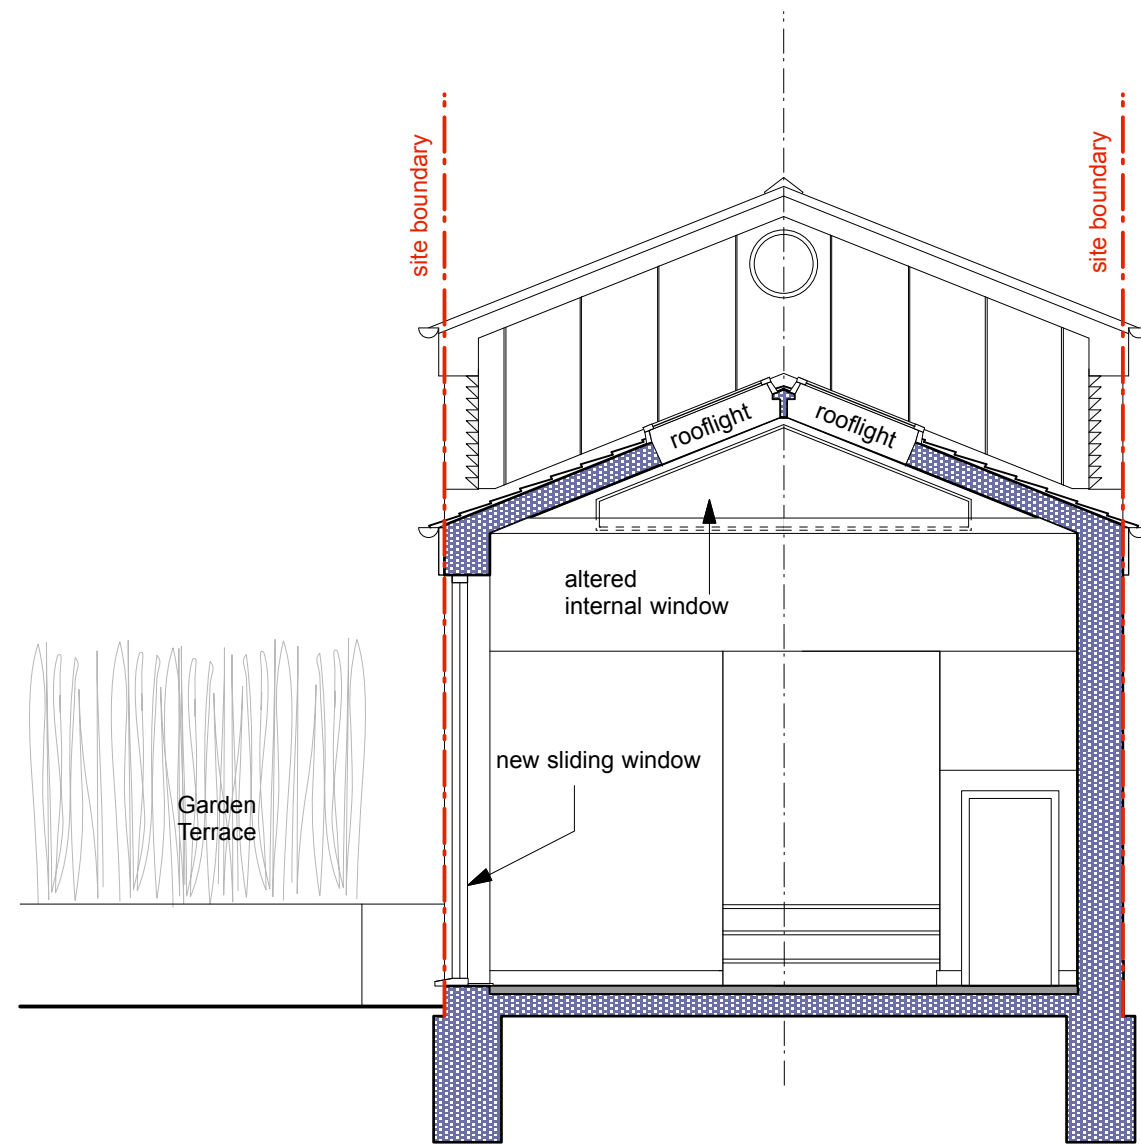 site boundary
site boundary
rooflight
rooflight
altered
internal window
new sliding window
Garden
Terrace